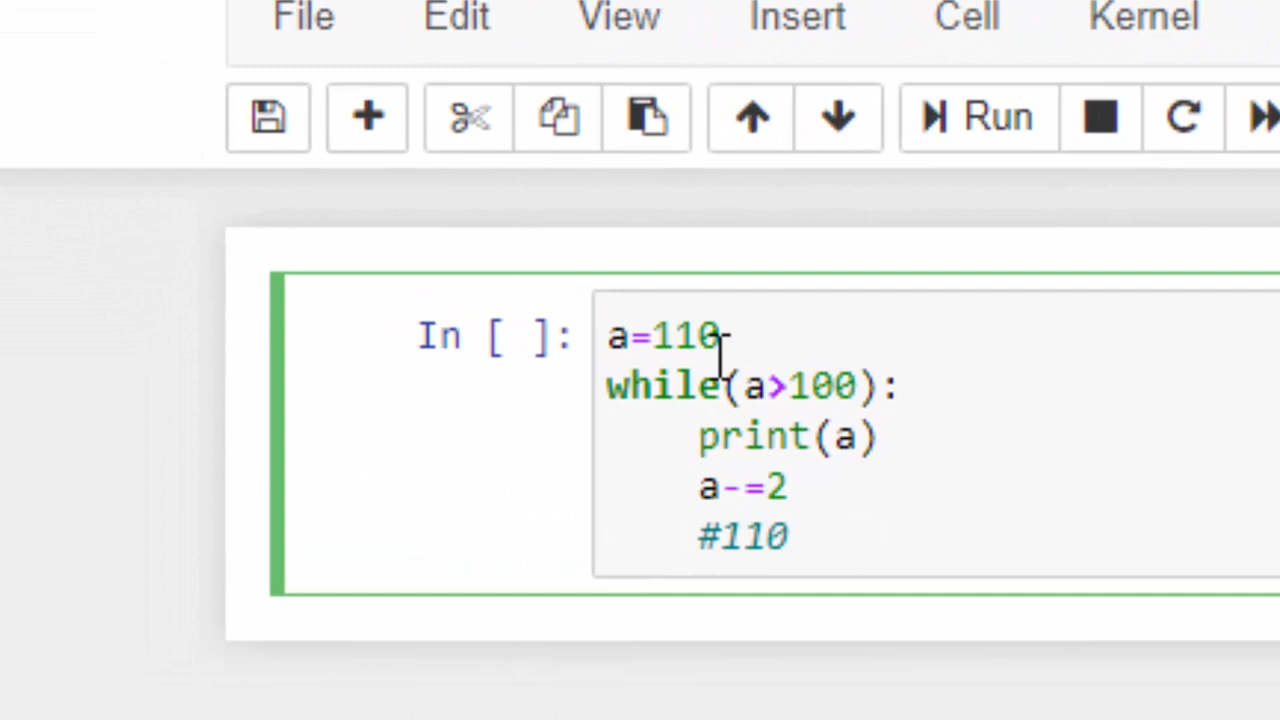 File Edit View Insert Cell Kernel
Run
In [ ]:
a=110
while(a>100):
    print(a)
    a-=2
    #110